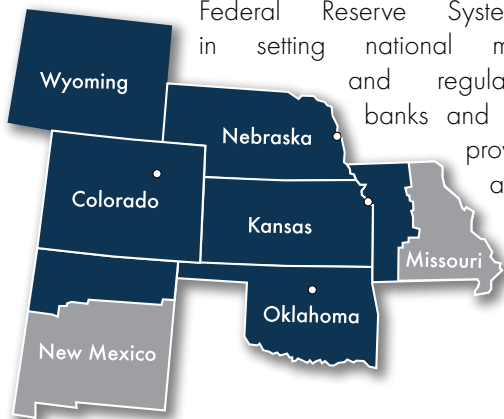 Federal Reserve Syste
in setting national m
and regula
banks and
prov
a
Wyoming
Nebraska
Colorado
Kansas
Missouri
Oklahoma
New Mexico